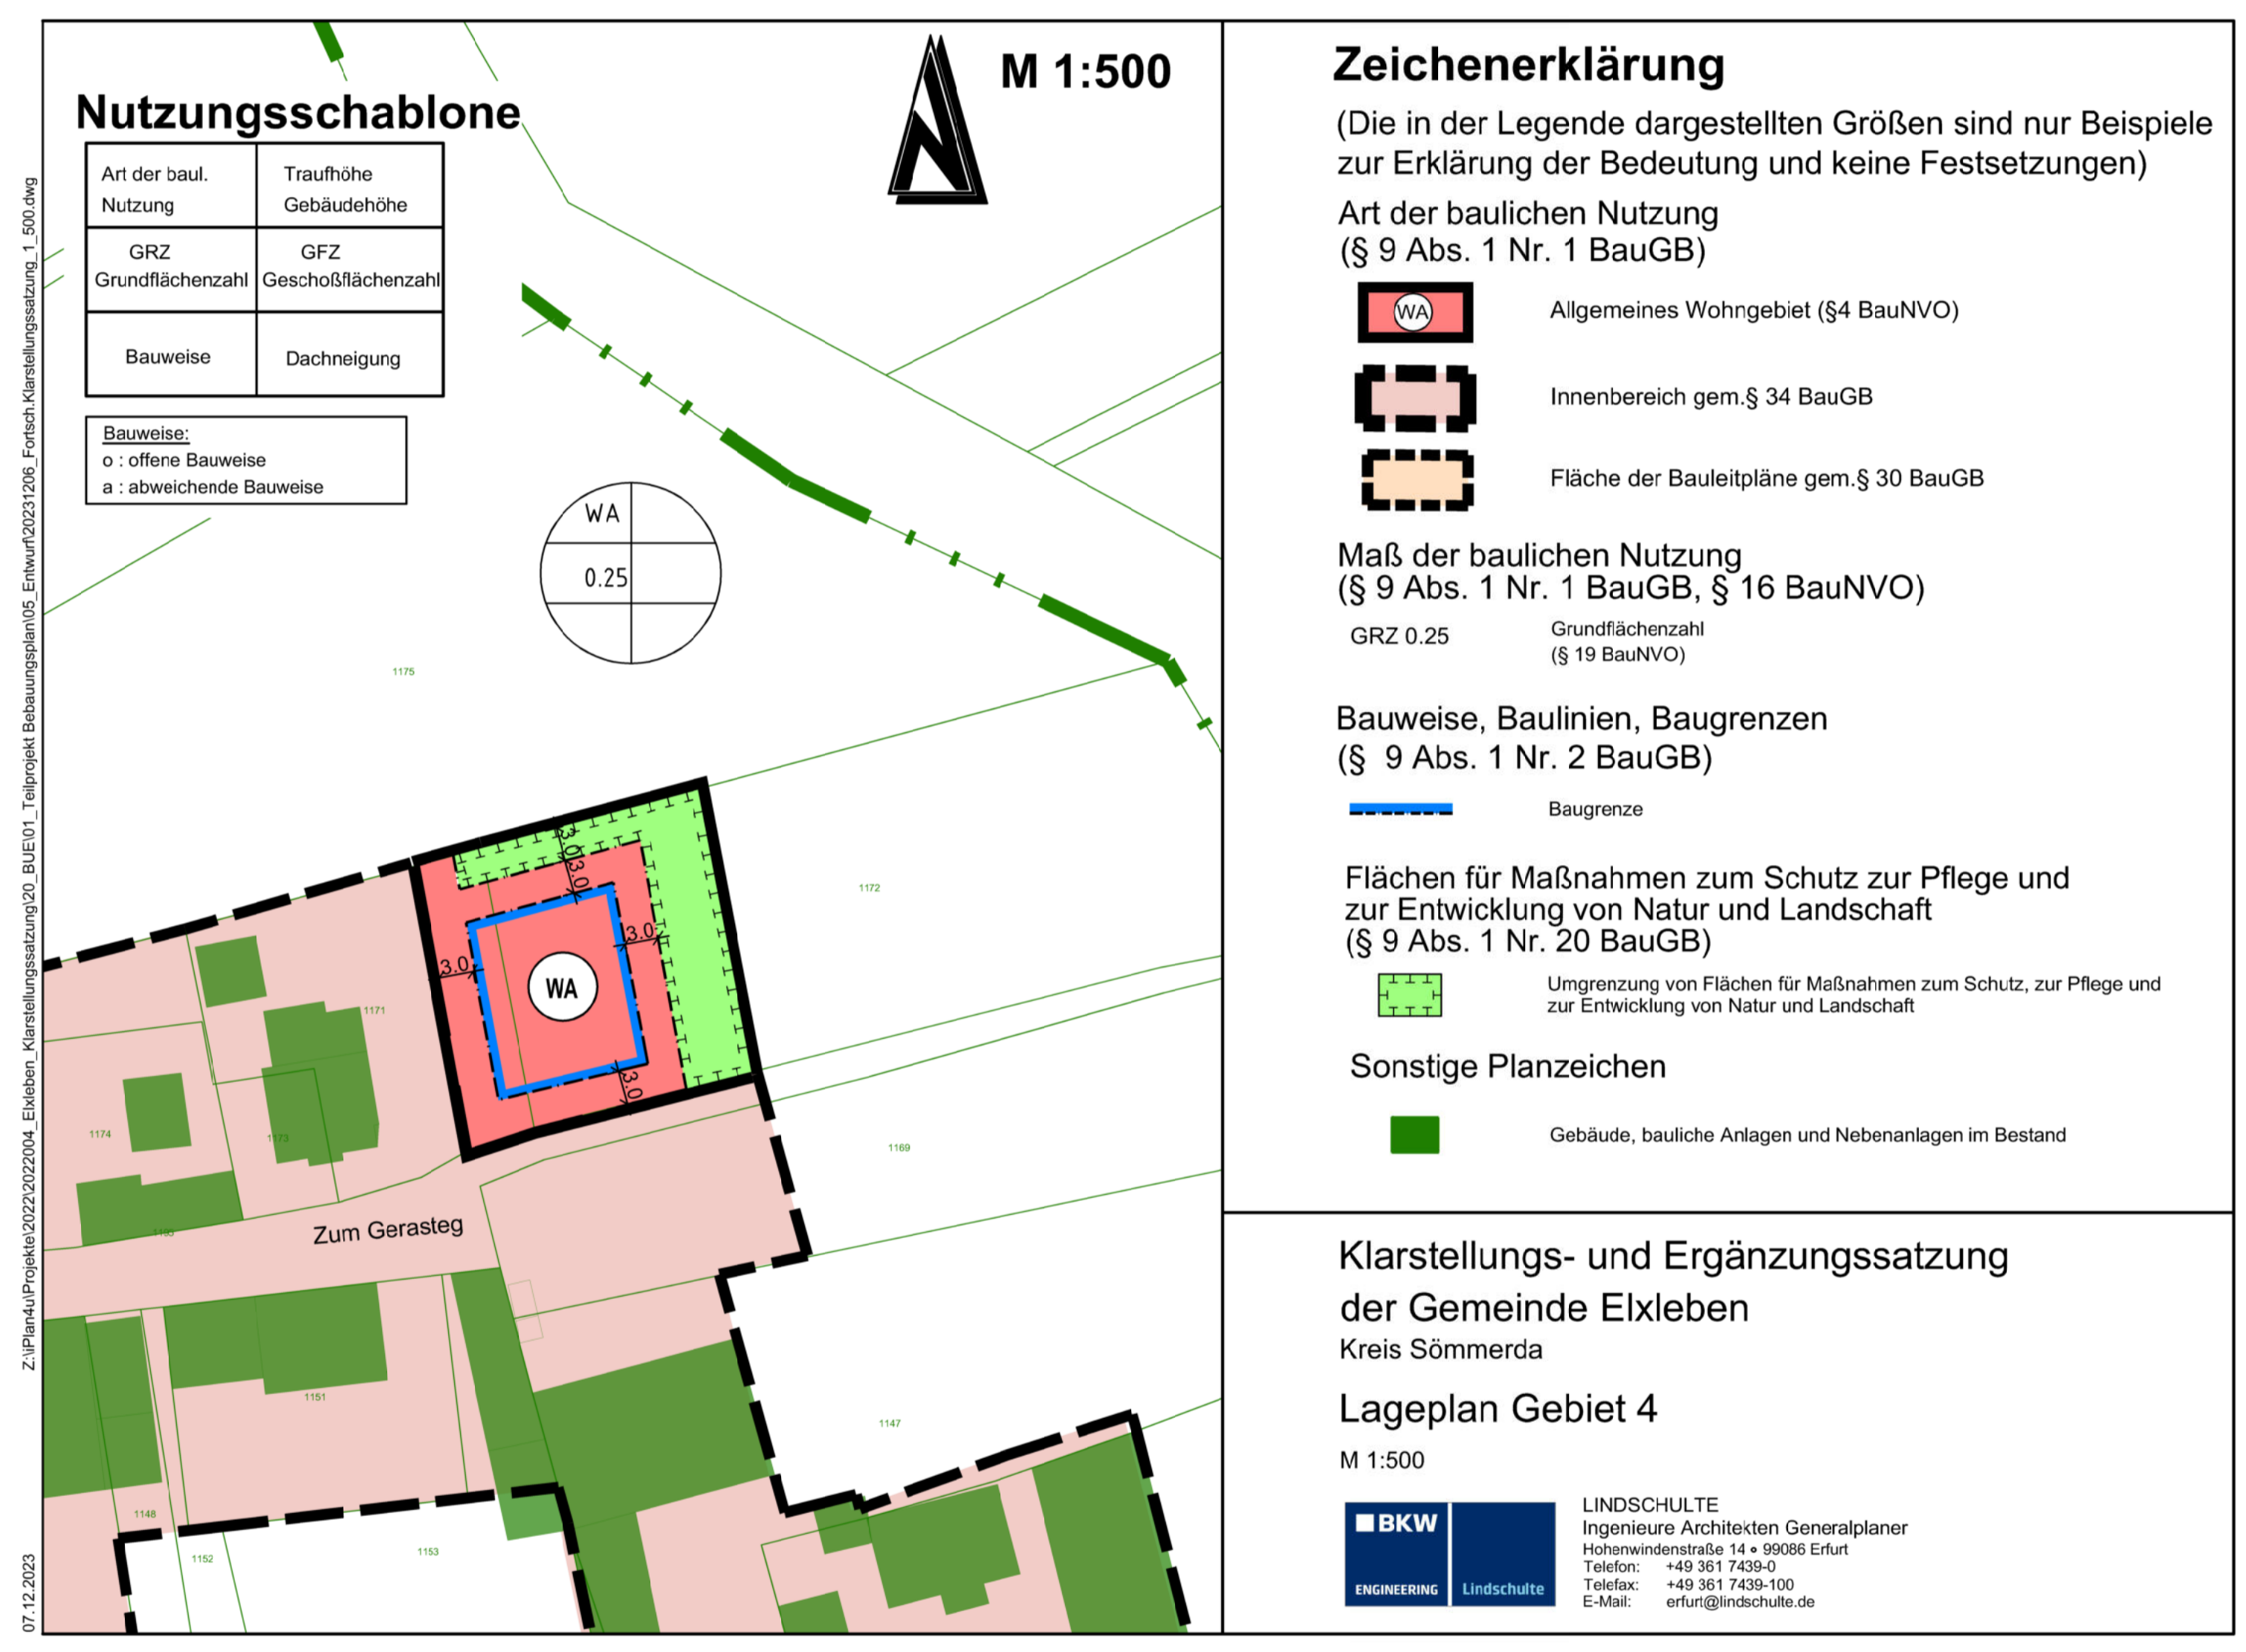 Z:\iPlan4u\Projekte\2022\2022004_Elxleben_Klarstellungssatzung\20_BUE\01_Teilprojekt Bebauungsplan\05_Entwurf\20231206_Fortsch.Klarstellungssatzung_1_500.dwg
07.12.2023
Nutzungsschablone
Art der baul.
Nutzung
Traufhöhe
Gebäudehöhe
GRZ
Grundflächenzahl
GFZ
Geschoßflächenzahl
Bauweise
Dachneigung
Bauweise:
o : offene Bauweise
a : abweichende Bauweise
M 1:500
WA
0.25
1175
1172
3.0
3.0
3.0
3.0
3.0
WA
1171
1174
1173
1169
Zum Gerasteg
1151
1147
1148
1152
1153
Zeichenerklärung
(Die in der Legende dargestellten Größen sind nur Beispiele
zur Erklärung der Bedeutung und keine Festsetzungen)
Art der baulichen Nutzung
(§ 9 Abs. 1 Nr. 1 BauGB)
WA
Allgemeines Wohngebiet (§4 BauNVO)
Innenbereich gem.§ 34 BauGB
Fläche der Bauleitpläne gem.§ 30 BauGB
Maß der baulichen Nutzung
(§ 9 Abs. 1 Nr. 1 BauGB, § 16 BauNVO)
GRZ 0.25
Grundflächenzahl
(§ 19 BauNVO)
Bauweise, Baulinien, Baugrenzen
(§ 9 Abs. 1 Nr. 2 BauGB)
Baugrenze
Flächen für Maßnahmen zum Schutz zur Pflege und
zur Entwicklung von Natur und Landschaft
(§ 9 Abs. 1 Nr. 20 BauGB)
Umgrenzung von Flächen für Maßnahmen zum Schutz, zur Pflege und
zur Entwicklung von Natur und Landschaft
Sonstige Planzeichen
Gebäude, bauliche Anlagen und Nebenanlagen im Bestand
Klarstellungs- und Ergänzungssatzung
der Gemeinde Elxleben
Kreis Sömmerda
Lageplan Gebiet 4
M 1:500
BKW
ENGINEERING
Lindschulte
LINDSCHULTE
Ingenieure Architekten Generalplaner
Hohenwindenstraße 14 ∘ 99086 Erfurt
Telefon: +49 361 7439-0
Telefax: +49 361 7439-100
E-Mail: erfurt@lindschulte.de